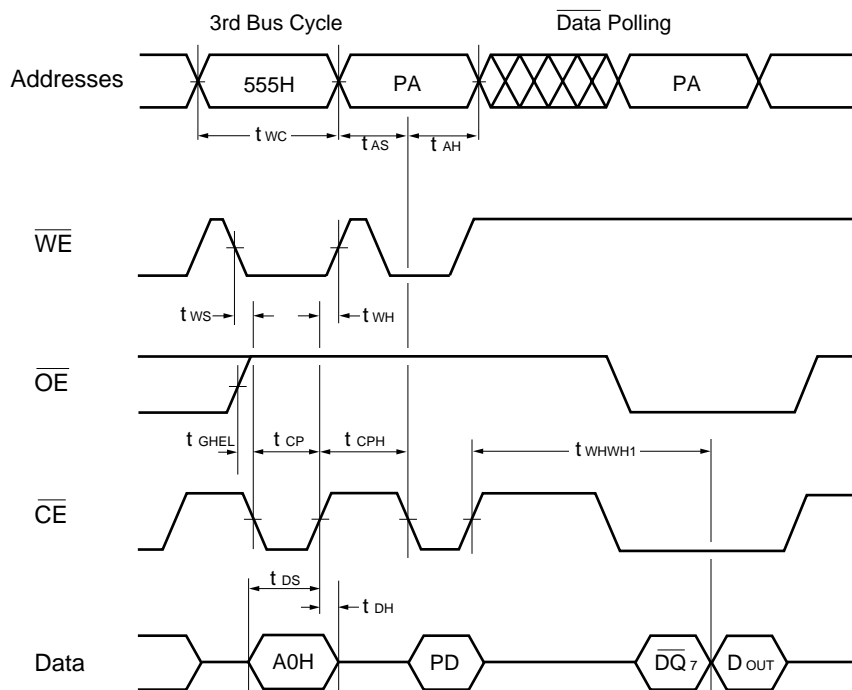 3rd Bus Cycle
Data Polling
Addresses
555H
PA
PA
t WC
t AS
t AH
WE
t WS
t WH
OE
t GHEL
t CP
t CPH
t WHWH1
CE
t DS
t DH
Data
A0H
PD
DQ 7
D OUT